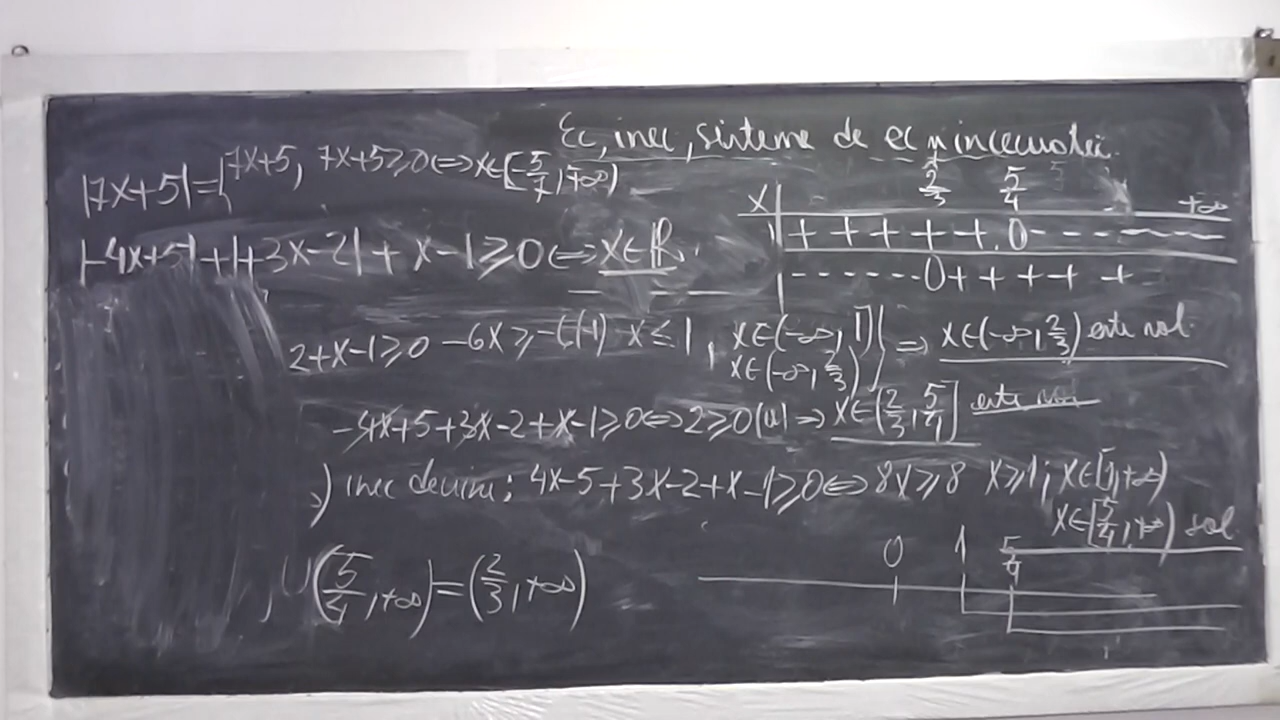 Ec, inec, sisteme de ec și inecuații.
|7x+5| = { 7x+5, 7x+5≥0 ⇔ x∈[-5/7, +∞)
x 2/3 5/4 +∞
+ + + + + 0 - - - - - -
- - - - - - 0 + + + + +
|-4x+5| + |+3x-2| + x-1 ≥ 0 ⇔ x∈ℝ.
2+x-1≥0 -6x≥-6 |(-1) x≤1, x∈(-∞, 1] } ⇒ x∈(-∞, 2/3) este sol.
x∈(-∞, 2/3)
-4x+5+3x-2+x-1≥0 ⇔ 2≥0 (A) ⇒ x∈[2/3, 5/4] este sol
) inec devine: 4x-5+3x-2+x-1≥0 ⇔ 8x≥8 x≥1; x∈[1, +∞)
x∈[5/4, +∞) sol
0 1 5/4
∪(5/4, +∞) = (2/3, +∞)